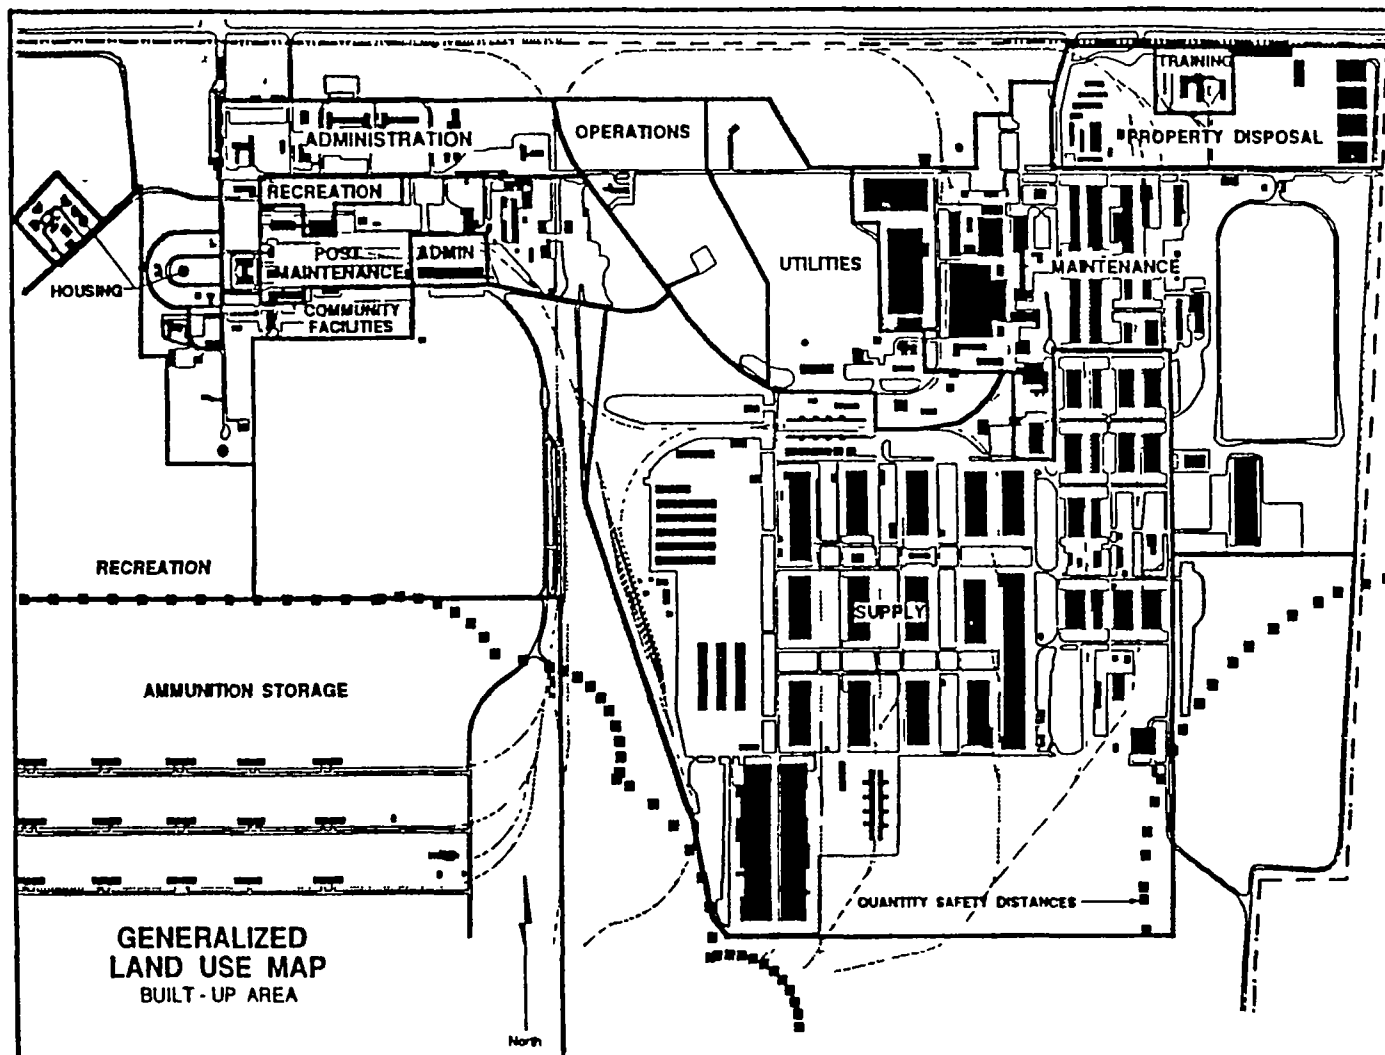 TRAINING
ADMINISTRATION
OPERATIONS
PROPERTY DISPOSAL
RECREATION
POST
MAINTENANCE
ADMIN
UTILITIES
MAINTENANCE
HOUSING
COMMUNITY
FACILITIES
RECREATION
SUPPLY
AMMUNITION STORAGE
QUANTITY SAFETY DISTANCES
GENERALIZED
LAND USE MAP
BUILT - UP AREA
North